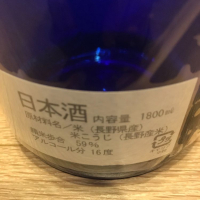 日本酒 内容量 1800ml
原材料名/米(長野県産)
米こうじ(長野県産米
精米歩合 59%
アルコール分 16度